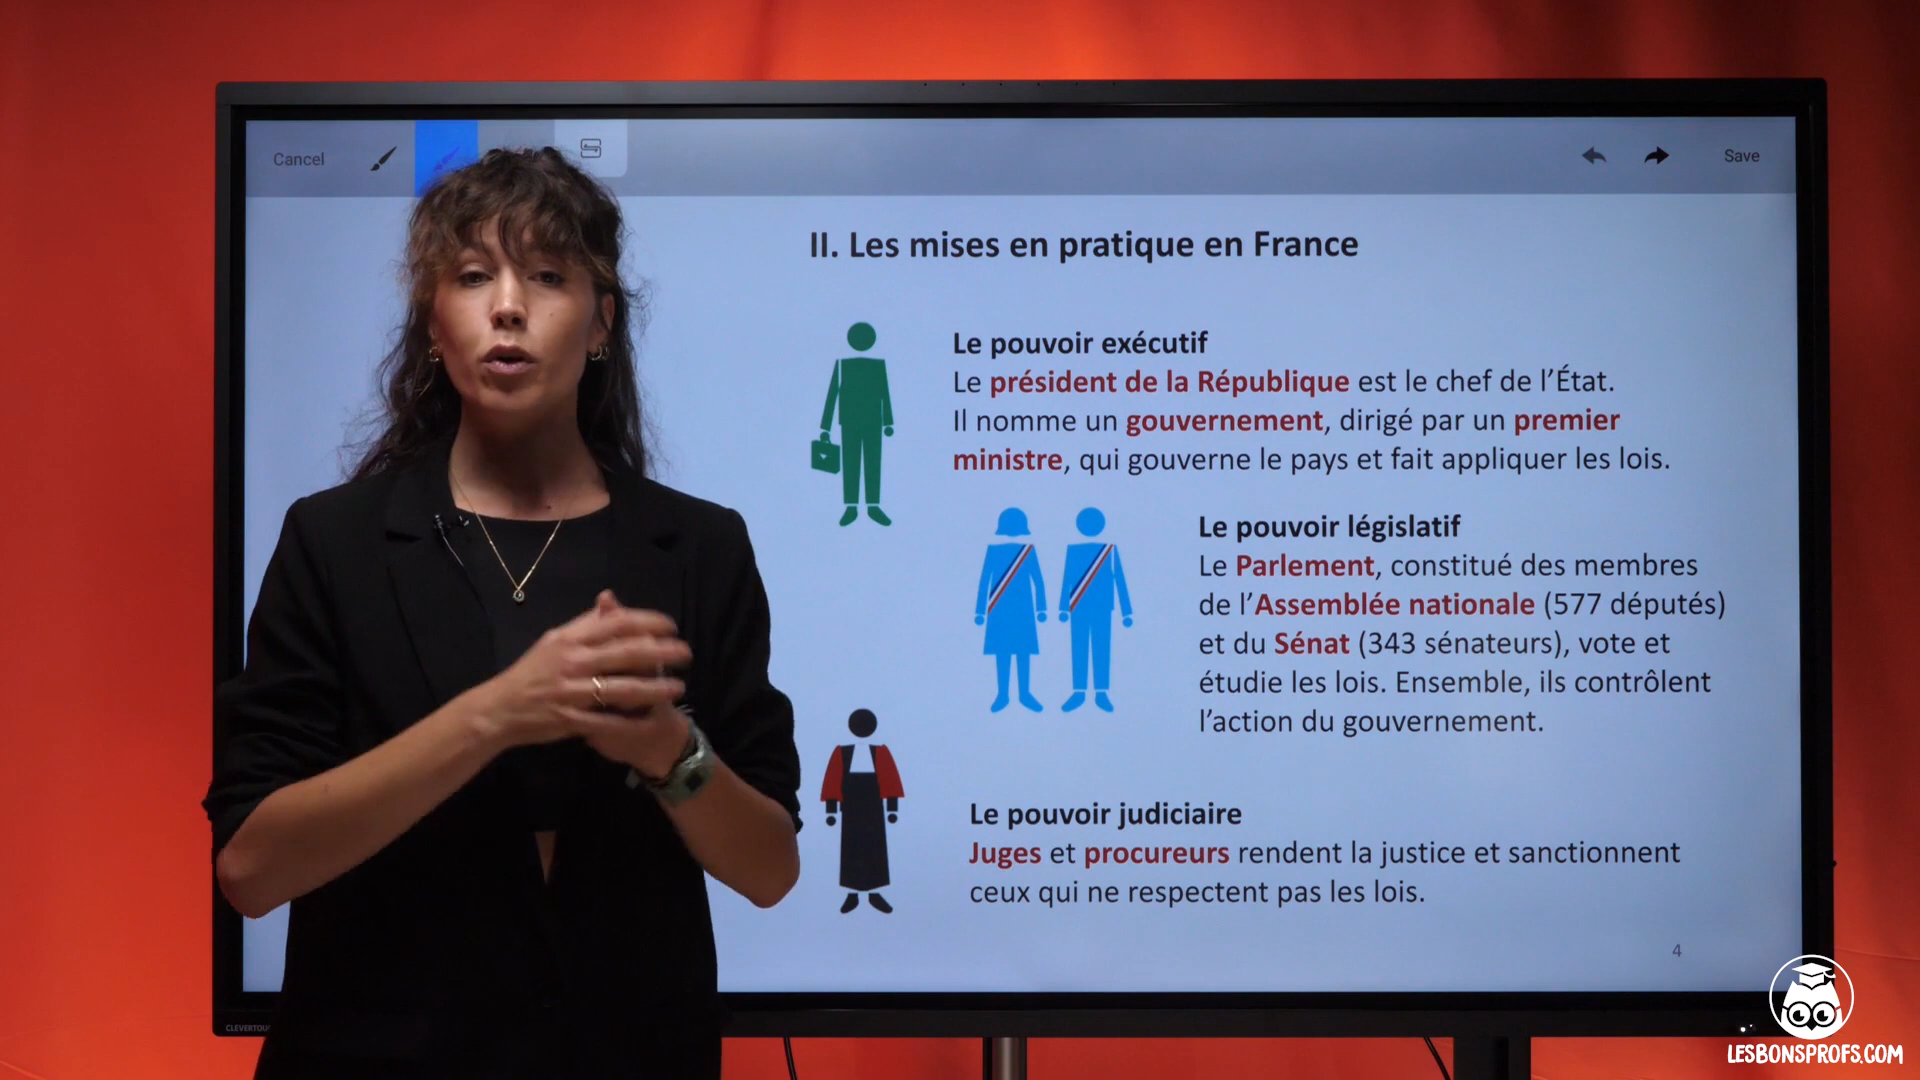 Cancel
Save
II. Les mises en pratique en France
Le pouvoir exécutif
Le président de la République est le chef de l’État.
Il nomme un gouvernement, dirigé par un premier
ministre, qui gouverne le pays et fait appliquer les lois.
Le pouvoir législatif
Le Parlement, constitué des membres
de l’Assemblée nationale (577 députés)
et du Sénat (343 sénateurs), vote et
étudie les lois. Ensemble, ils contrôlent
l’action du gouvernement.
Le pouvoir judiciaire
Juges et procureurs rendent la justice et sanctionnent
ceux qui ne respectent pas les lois.
4
LESBONSPROFS.COM